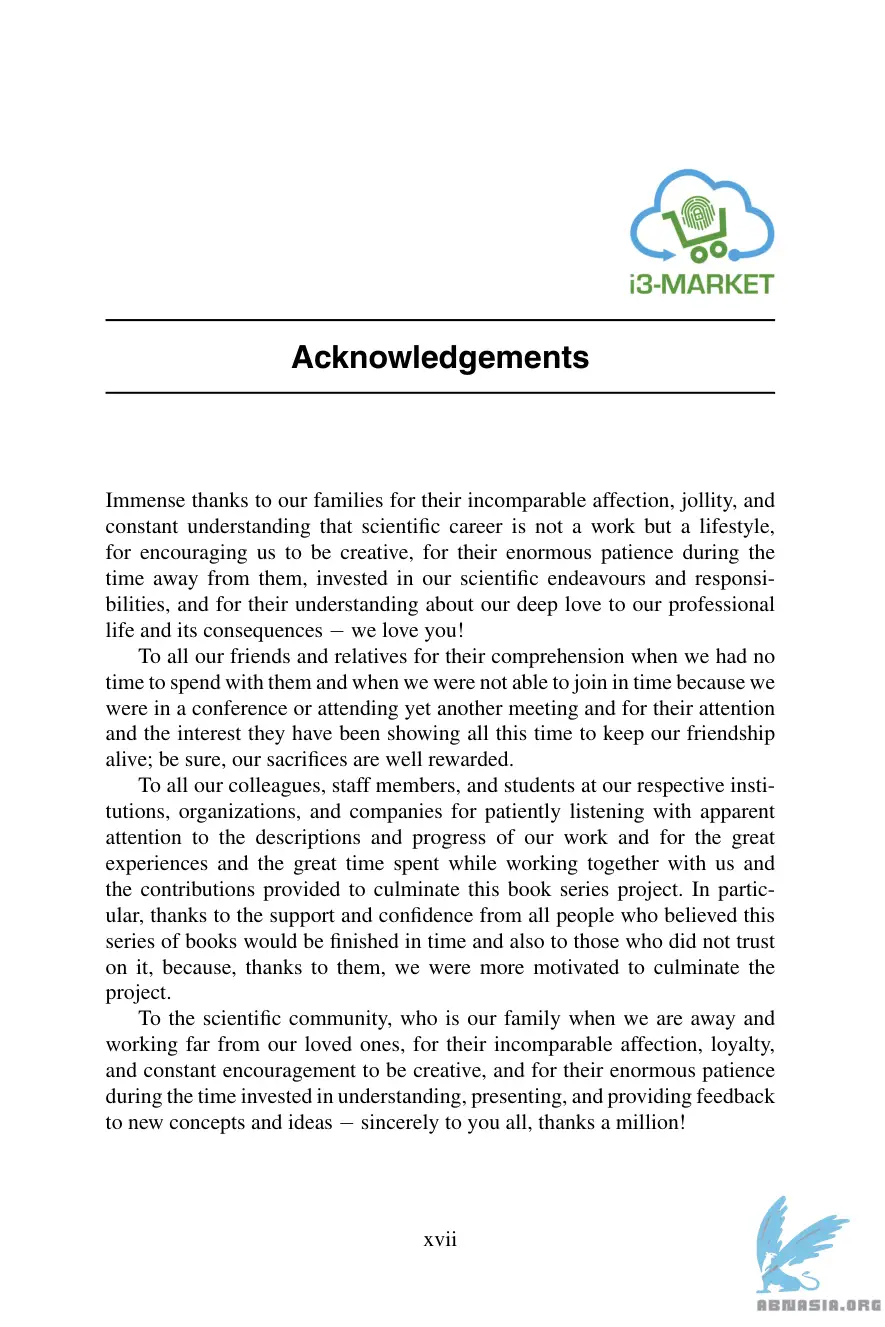 i3-MARKET
Acknowledgements
Immense thanks to our families for their incomparable affection, jollity, and
constant understanding that scientific career is not a work but a lifestyle,
for encouraging us to be creative, for their enormous patience during the
time away from them, invested in our scientific endeavours and responsi-
bilities, and for their understanding about our deep love to our professional
life and its consequences − we love you!
To all our friends and relatives for their comprehension when we had no
time to spend with them and when we were not able to join in time because we
were in a conference or attending yet another meeting and for their attention
and the interest they have been showing all this time to keep our friendship
alive; be sure, our sacrifices are well rewarded.
To all our colleagues, staff members, and students at our respective insti-
tutions, organizations, and companies for patiently listening with apparent
attention to the descriptions and progress of our work and for the great
experiences and the great time spent while working together with us and
the contributions provided to culminate this book series project. In partic-
ular, thanks to the support and confidence from all people who believed this
series of books would be finished in time and also to those who did not trust
on it, because, thanks to them, we were more motivated to culminate the
project.
To the scientific community, who is our family when we are away and
working far from our loved ones, for their incomparable affection, loyalty,
and constant encouragement to be creative, and for their enormous patience
during the time invested in understanding, presenting, and providing feedback
to new concepts and ideas − sincerely to you all, thanks a million!
xvii
ABNASIA.ORG